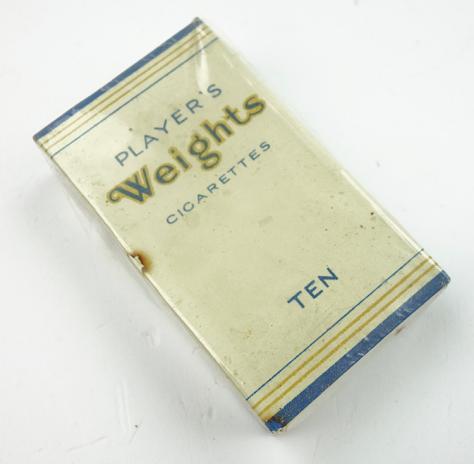 PLAYER'S
Weights
CIGARETTES
TEN